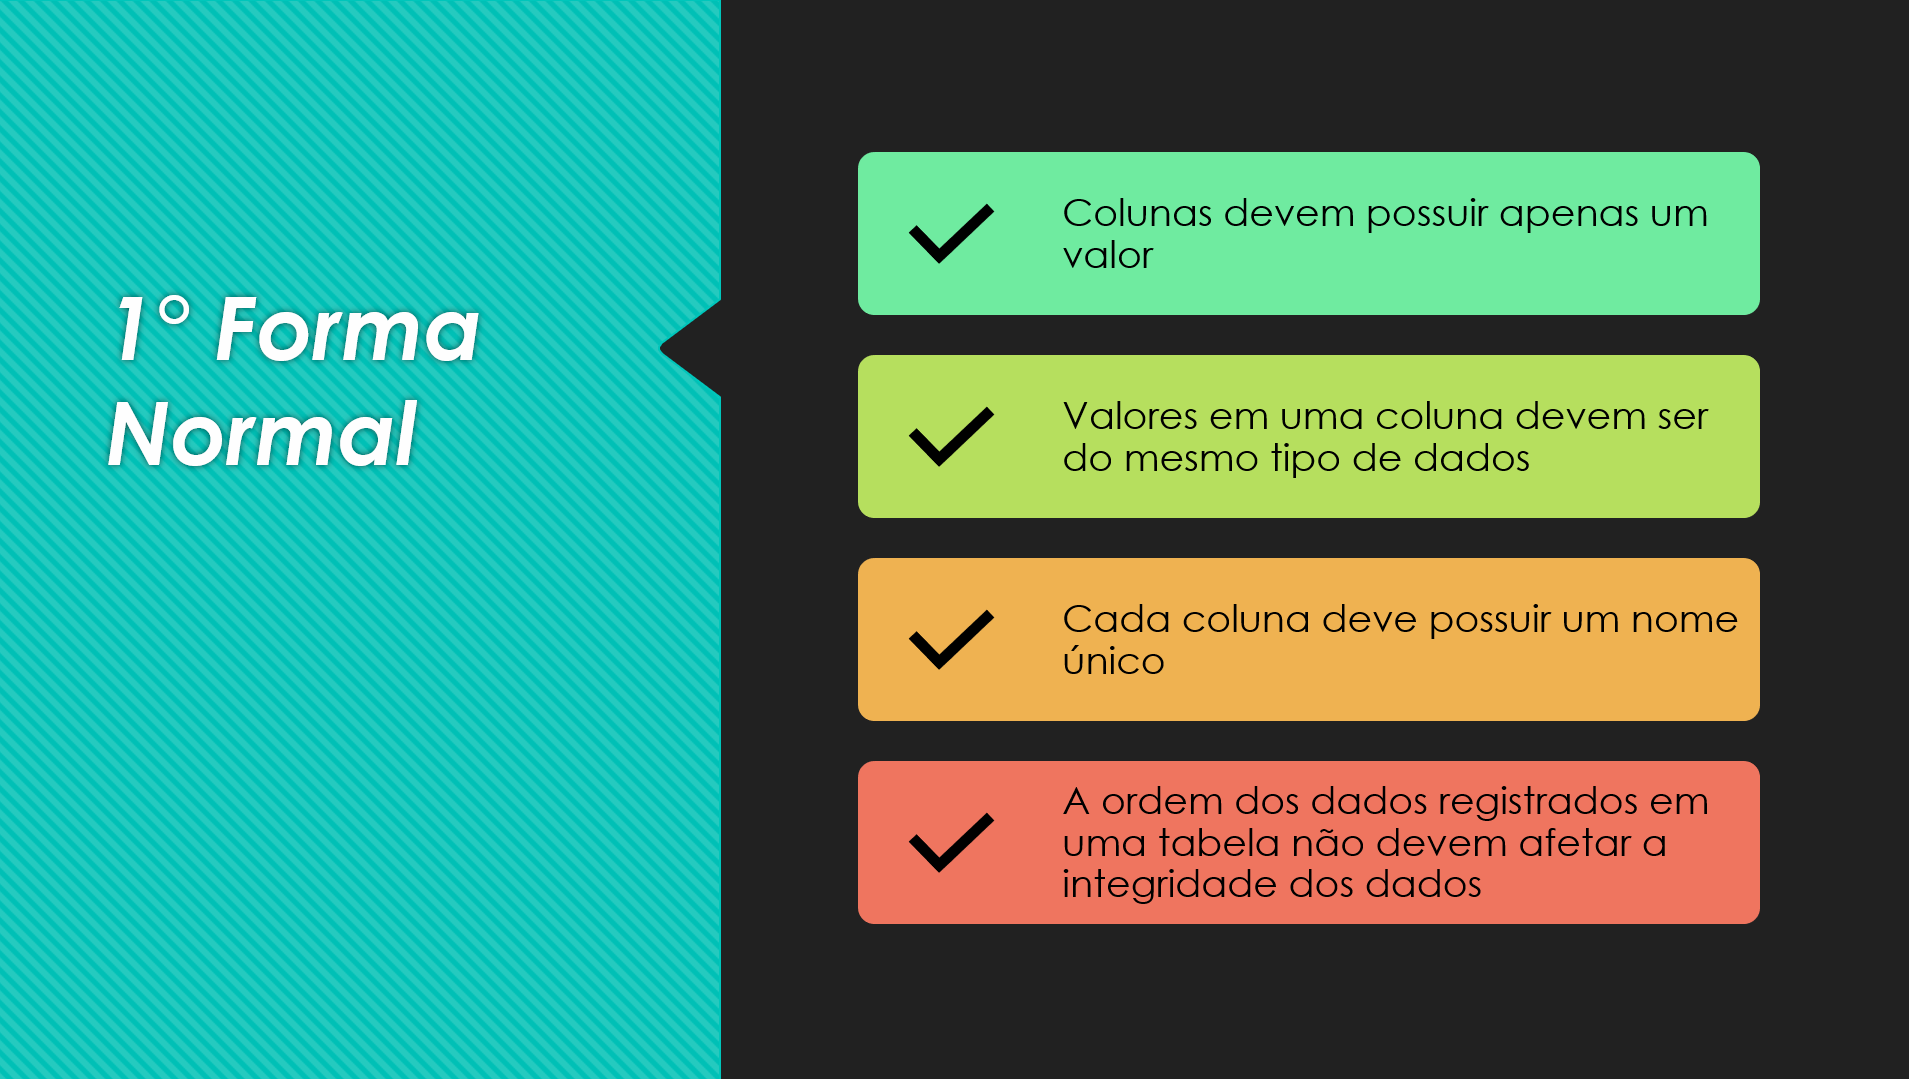 1° Forma
Normal
Colunas devem possuir apenas um
valor
Valores em uma coluna devem ser
do mesmo tipo de dados
Cada coluna deve possuir um nome
único
A ordem dos dados registrados em
uma tabela não devem afetar a
integridade dos dados